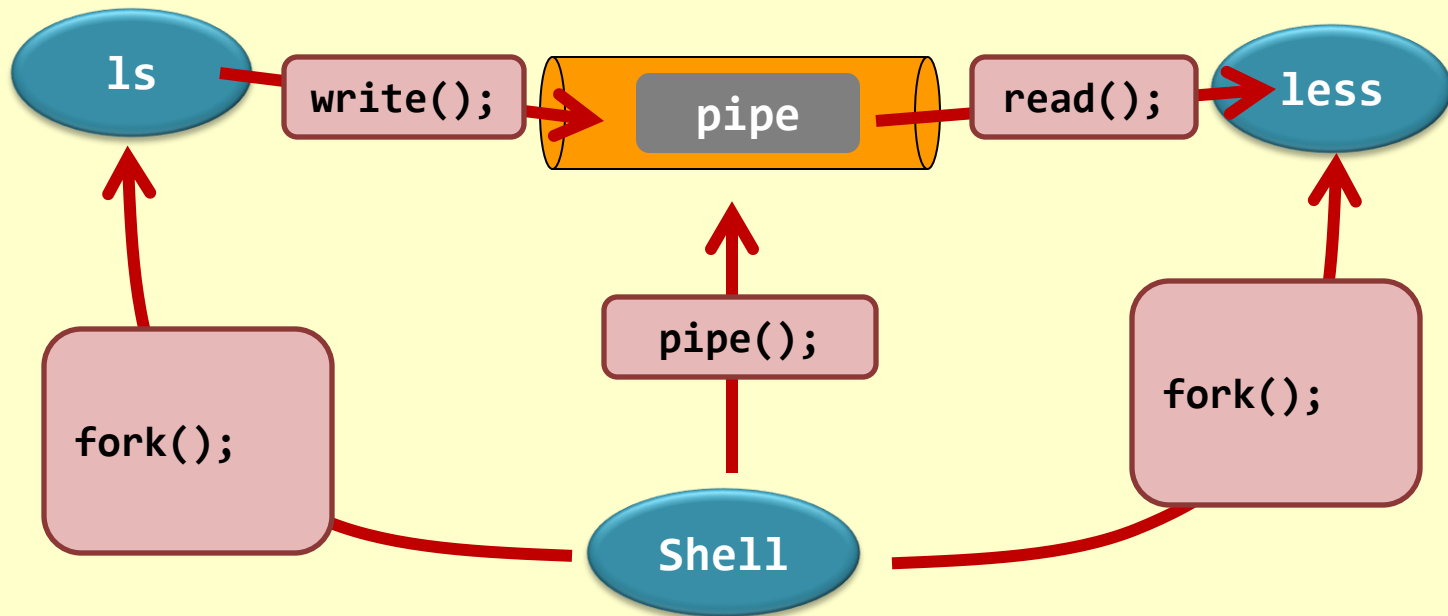 ls
write();
pipe
read();
less
pipe();
fork();
fork();
Shell